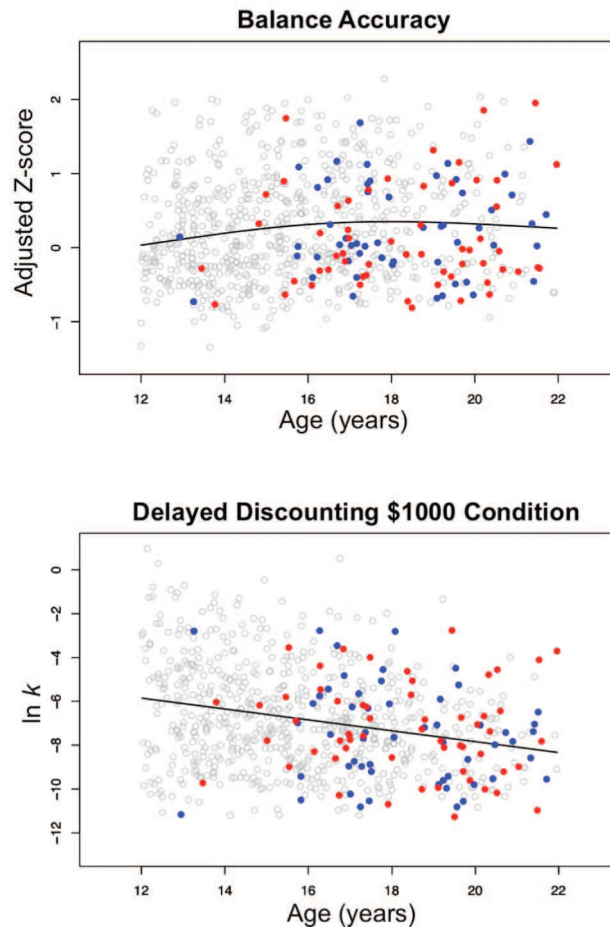 Balance Accuracy
Adjusted Z-score
2
1
0
−1
12 14 16 18 20 22
Age (years)
Delayed Discounting $1000 Condition
ln k
0
−2
−4
−6
−8
−10
−12
12 14 16 18 20 22
Age (years)